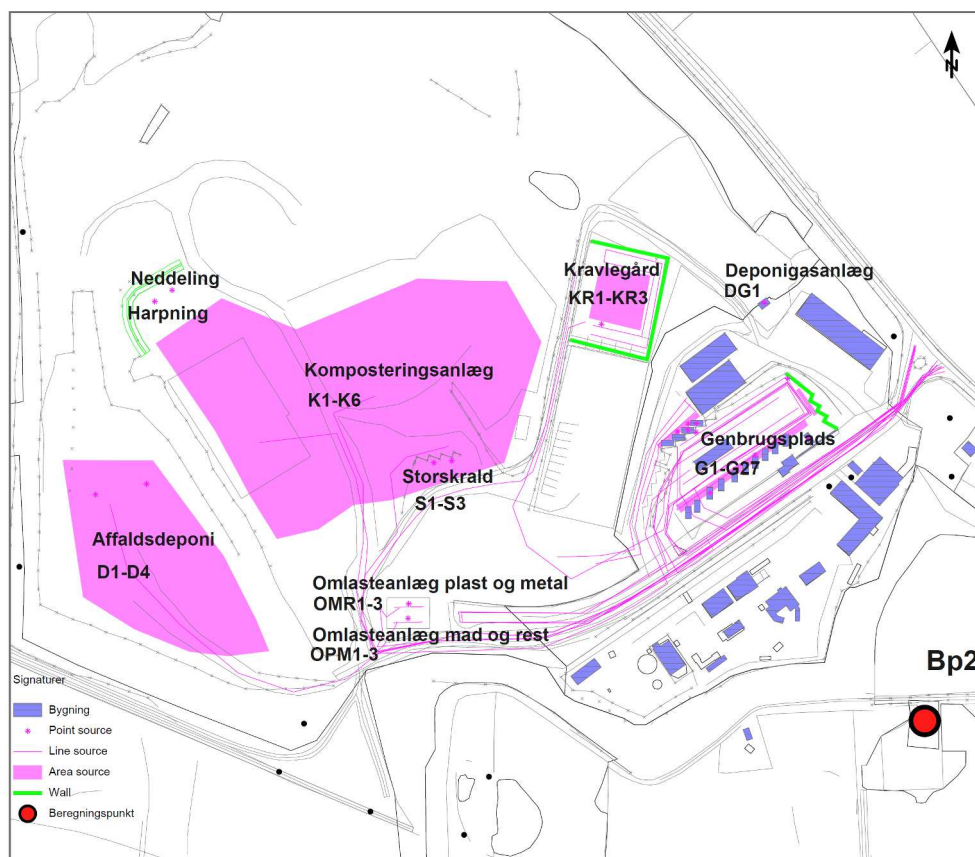 N
Neddeling
Harpning
Kravlegård
KR1-KR3
Deponigasanlæg
DG1
Komposteringsanlæg
K1-K6
Genbrugsplads
G1-G27
Storskrald
S1-S3
Affaldsdeponi
D1-D4
Omlasteanlæg plast og metal
OMR1-3
Omlasteanlæg mad og rest
OPM1-3
Bp2
Signaturer
Bygning
Point source
Line source
Area source
Wall
Beregningspunkt